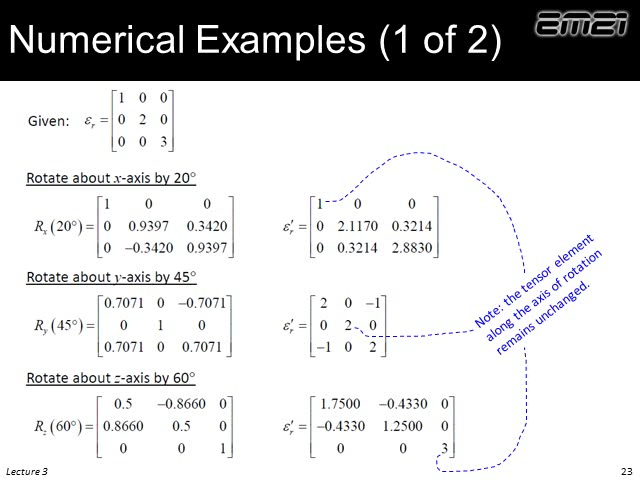 Numerical Examples (1 of 2)
EM21
Given: εᵣ = [1 0 0; 0 2 0; 0 0 3]
Rotate about x-axis by 20°
Rₓ(20°) = [1 0 0; 0 0.9397 0.3420; 0 −0.3420 0.9397] ε′ᵣ = [1 0 0; 0 2.1170 0.3214; 0 0.3214 2.8830]
Rotate about y-axis by 45°
R_y(45°) = [0.7071 0 −0.7071; 0 1 0; 0.7071 0 0.7071] ε′ᵣ = [2 0 −1; 0 2 0; −1 0 2]
Rotate about z-axis by 60°
R_z(60°) = [0.5 −0.8660 0; 0.8660 0.5 0; 0 0 1] ε′ᵣ = [1.7500 −0.4330 0; −0.4330 1.2500 0; 0 0 3]
Note: the tensor element
along the axis of rotation
remains unchanged.
Lecture 3
23